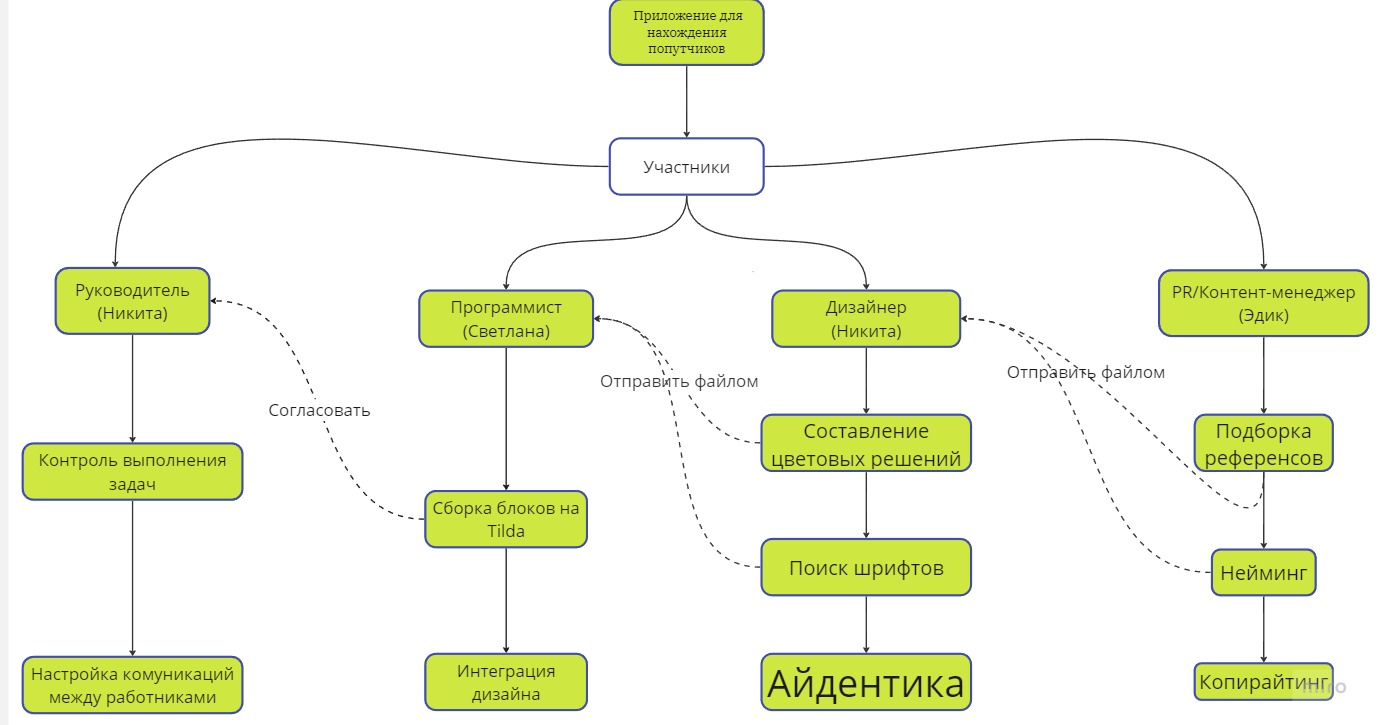 Приложение для
нахождения
попутчиков
Участники
Руководитель
(Никита)
Программист
(Светлана)
Дизайнер
(Никита)
PR/Контент-менеджер
(Эдик)
Согласовать
Отправить файлом
Отправить файлом
Контроль выполнения
задач
Сборка блоков на
Tilda
Составление
цветовых решений
Подборка
референсов
Поиск шрифтов
Нейминг
Настройка комуникаций
между работниками
Интеграция
дизайна
Айдентика
Копирайтинг
miro